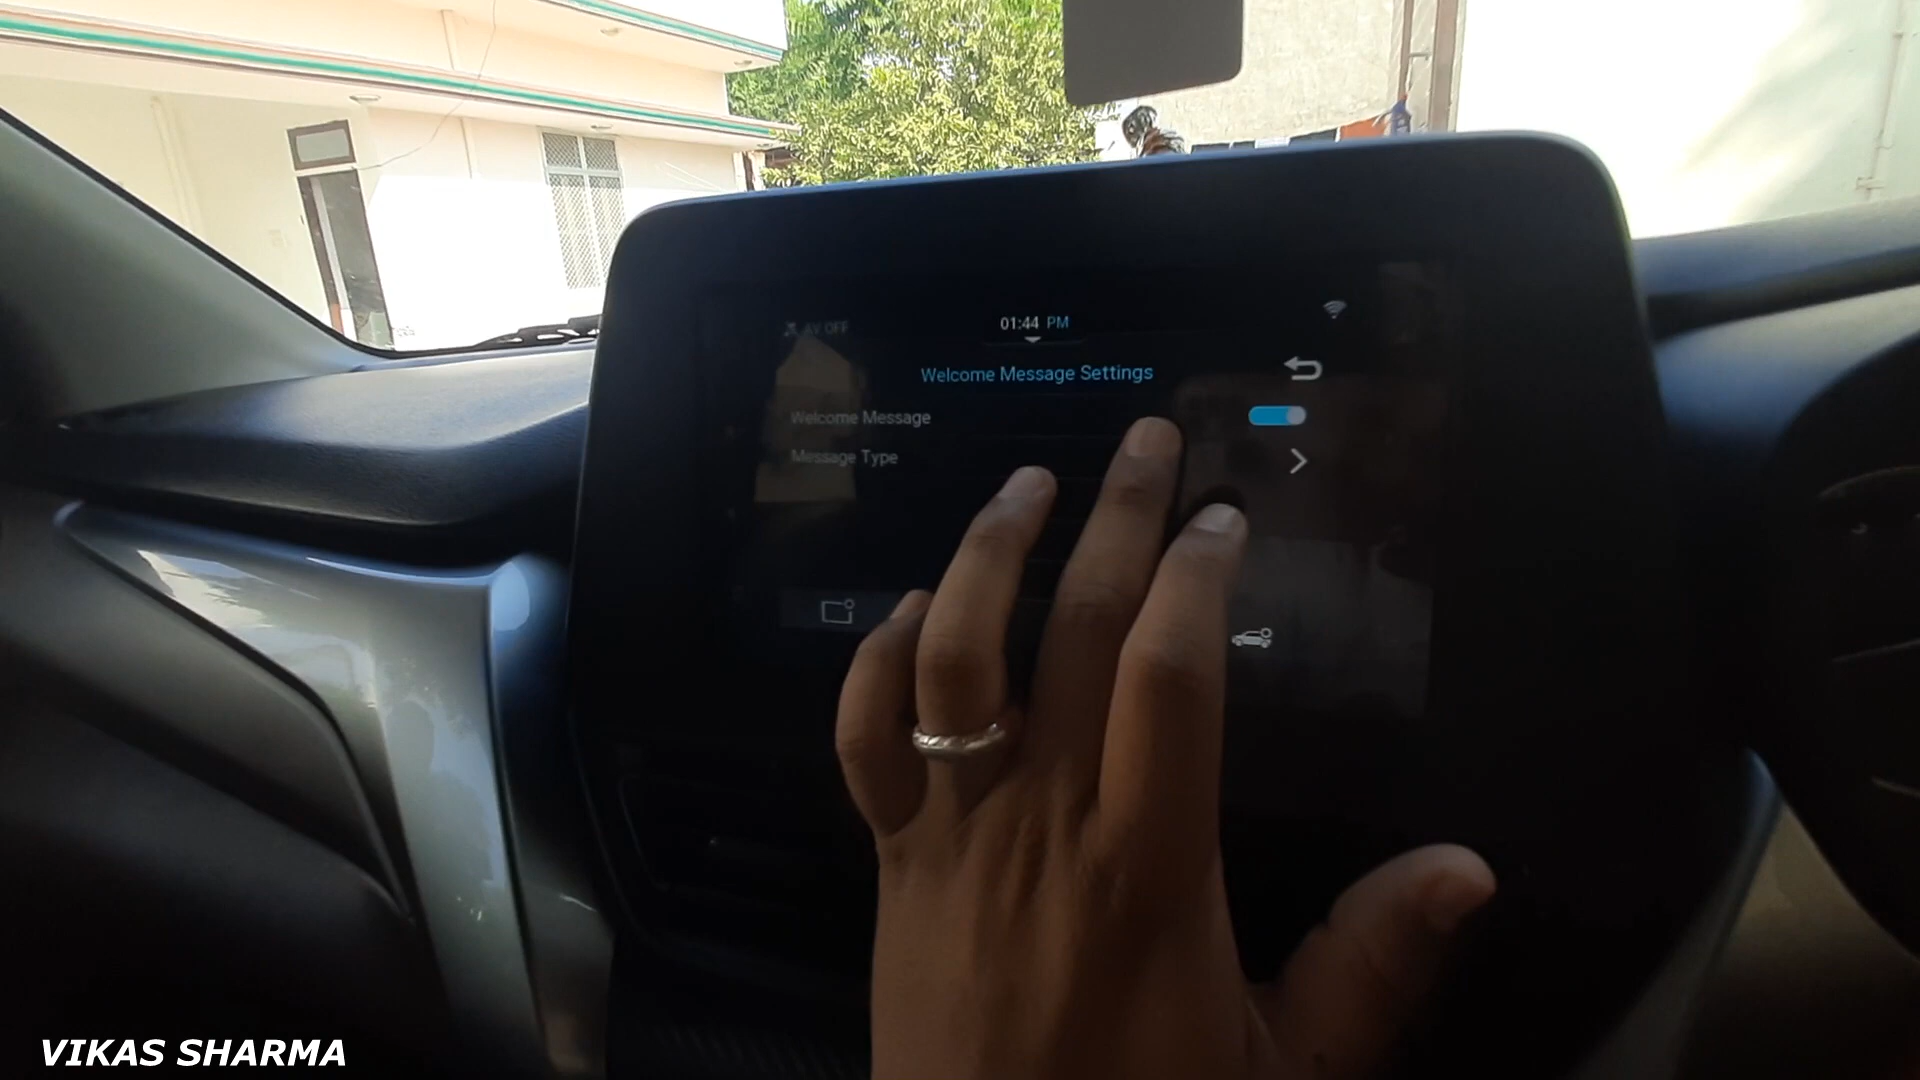 AV OFF
01:44 PM
Welcome Message Settings
Welcome Message
Message Type
VIKAS SHARMA